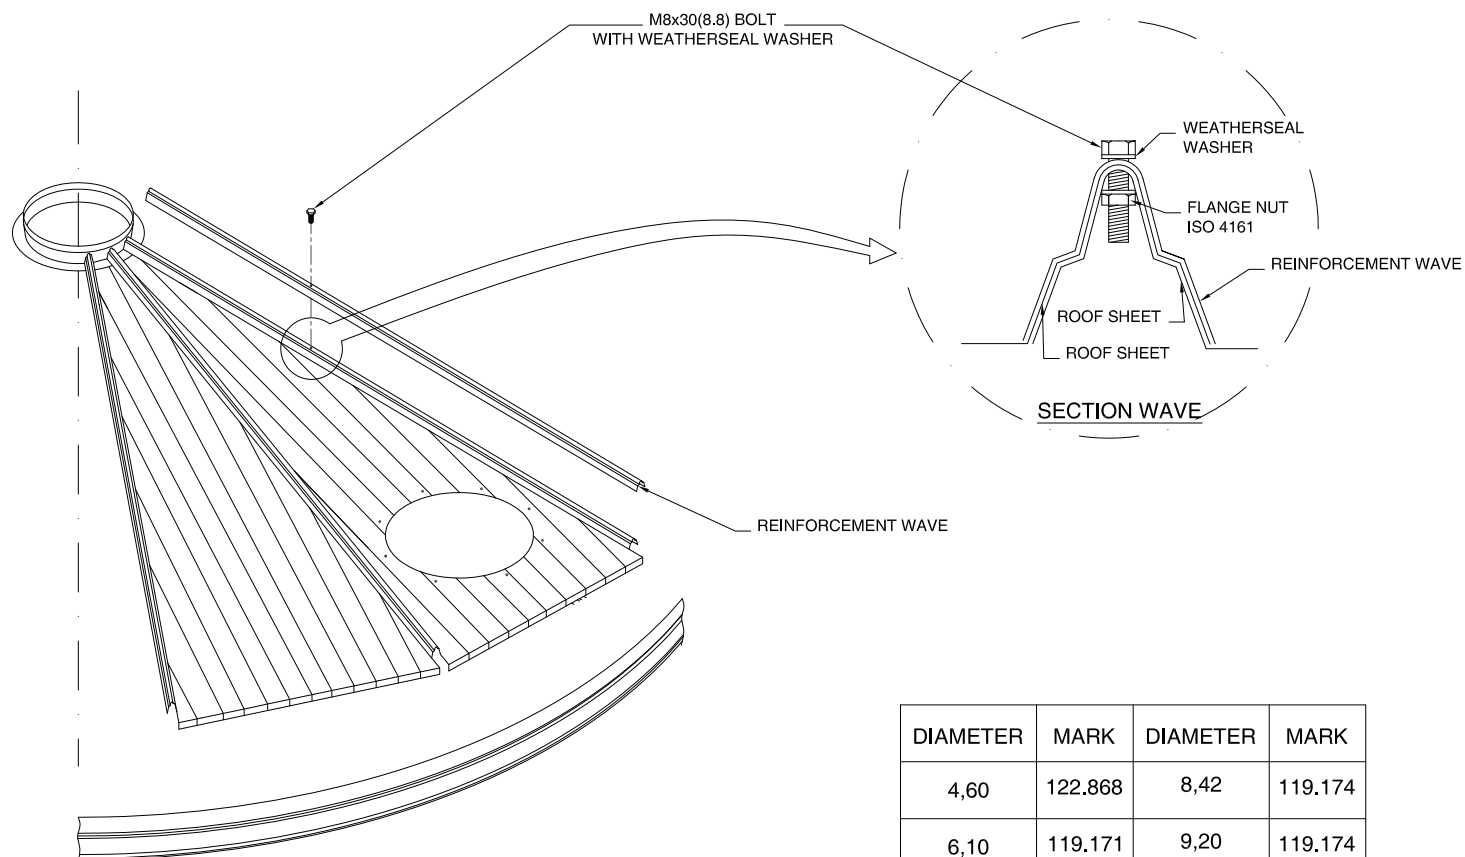 M8x30(8.8) BOLT
WITH WEATHERSEAL WASHER
WEATHERSEAL
WASHER
FLANGE NUT
ISO 4161
REINFORCEMENT WAVE
ROOF SHEET
ROOF SHEET
SECTION WAVE
REINFORCEMENT WAVE
DIAMETER MARK DIAMETER MARK
4,60 122.868 8,42 119.174
6,10 119.171 9,20 119.174